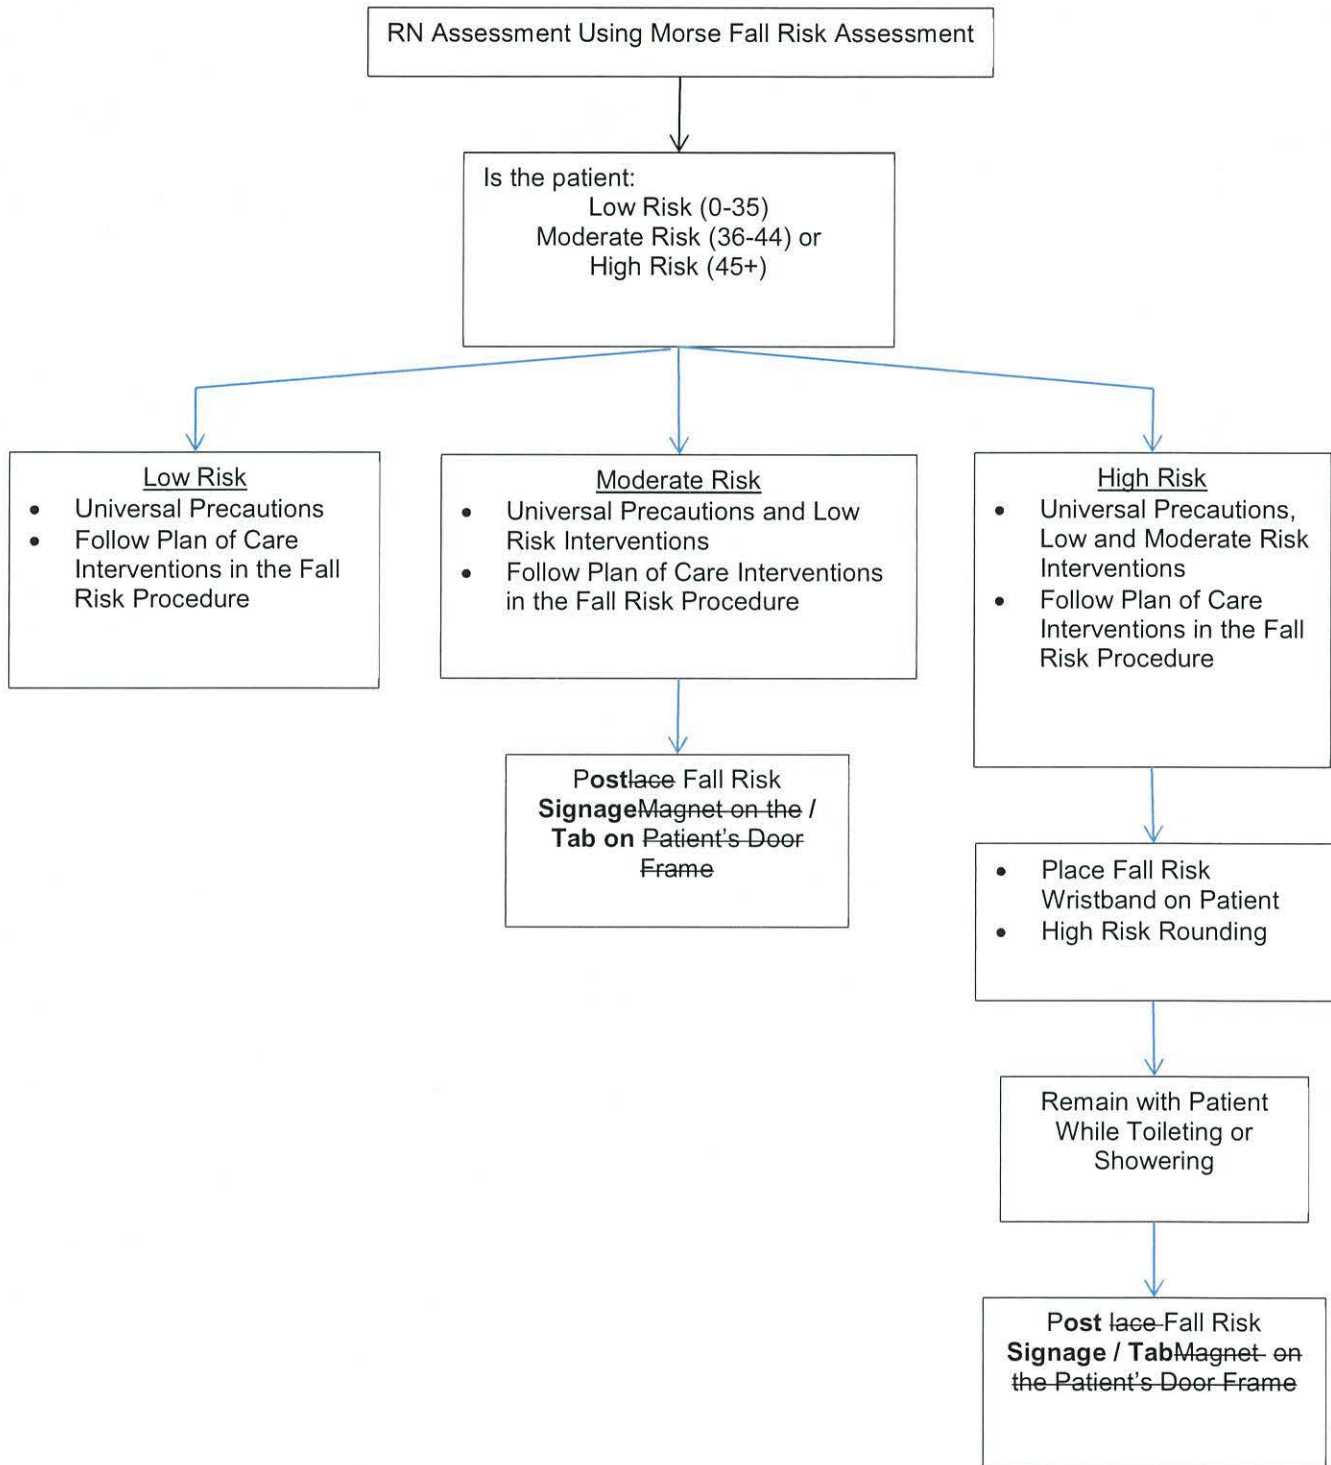 RN Assessment Using Morse Fall Risk Assessment
Is the patient:
Low Risk (0-35)
Moderate Risk (36-44) or
High Risk (45+)
Low Risk
• Universal Precautions
• Follow Plan of Care
Interventions in the Fall
Risk Procedure
Moderate Risk
• Universal Precautions and Low
Risk Interventions
• Follow Plan of Care Interventions
in the Fall Risk Procedure
High Risk
• Universal Precautions,
Low and Moderate Risk
Interventions
• Follow Plan of Care
Interventions in the Fall
Risk Procedure
Postlace Fall Risk
SignageMagnet on the /
Tab on Patient's Door
Frame
• Place Fall Risk
Wristband on Patient
• High Risk Rounding
Remain with Patient
While Toileting or
Showering
Post lace Fall Risk
Signage / TabMagnet on
the Patient's Door Frame